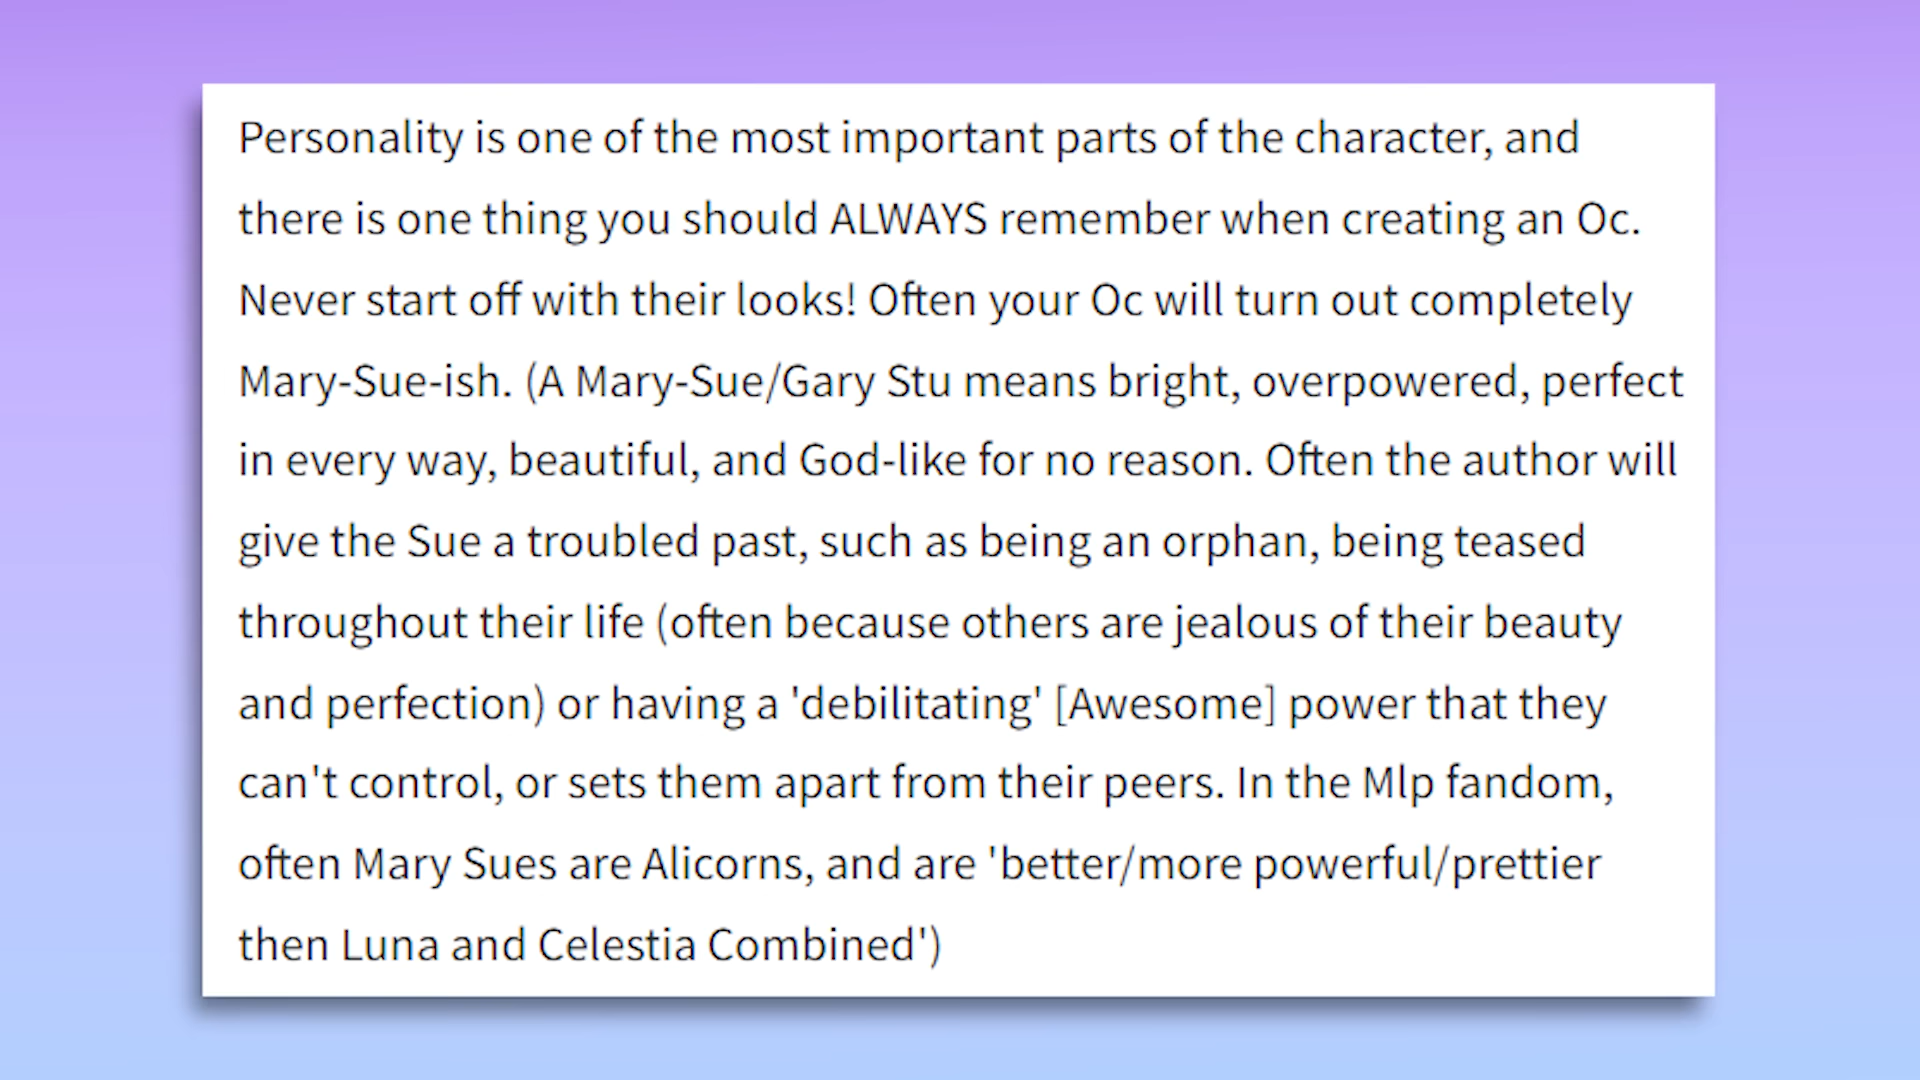 Personality is one of the most important parts of the character, and
there is one thing you should ALWAYS remember when creating an Oc.
Never start off with their looks! Often your Oc will turn out completely
Mary-Sue-ish. (A Mary-Sue/Gary Stu means bright, overpowered, perfect
in every way, beautiful, and God-like for no reason. Often the author will
give the Sue a troubled past, such as being an orphan, being teased
throughout their life (often because others are jealous of their beauty
and perfection) or having a 'debilitating' [Awesome] power that they
can't control, or sets them apart from their peers. In the Mlp fandom,
often Mary Sues are Alicorns, and are 'better/more powerful/prettier
then Luna and Celestia Combined')